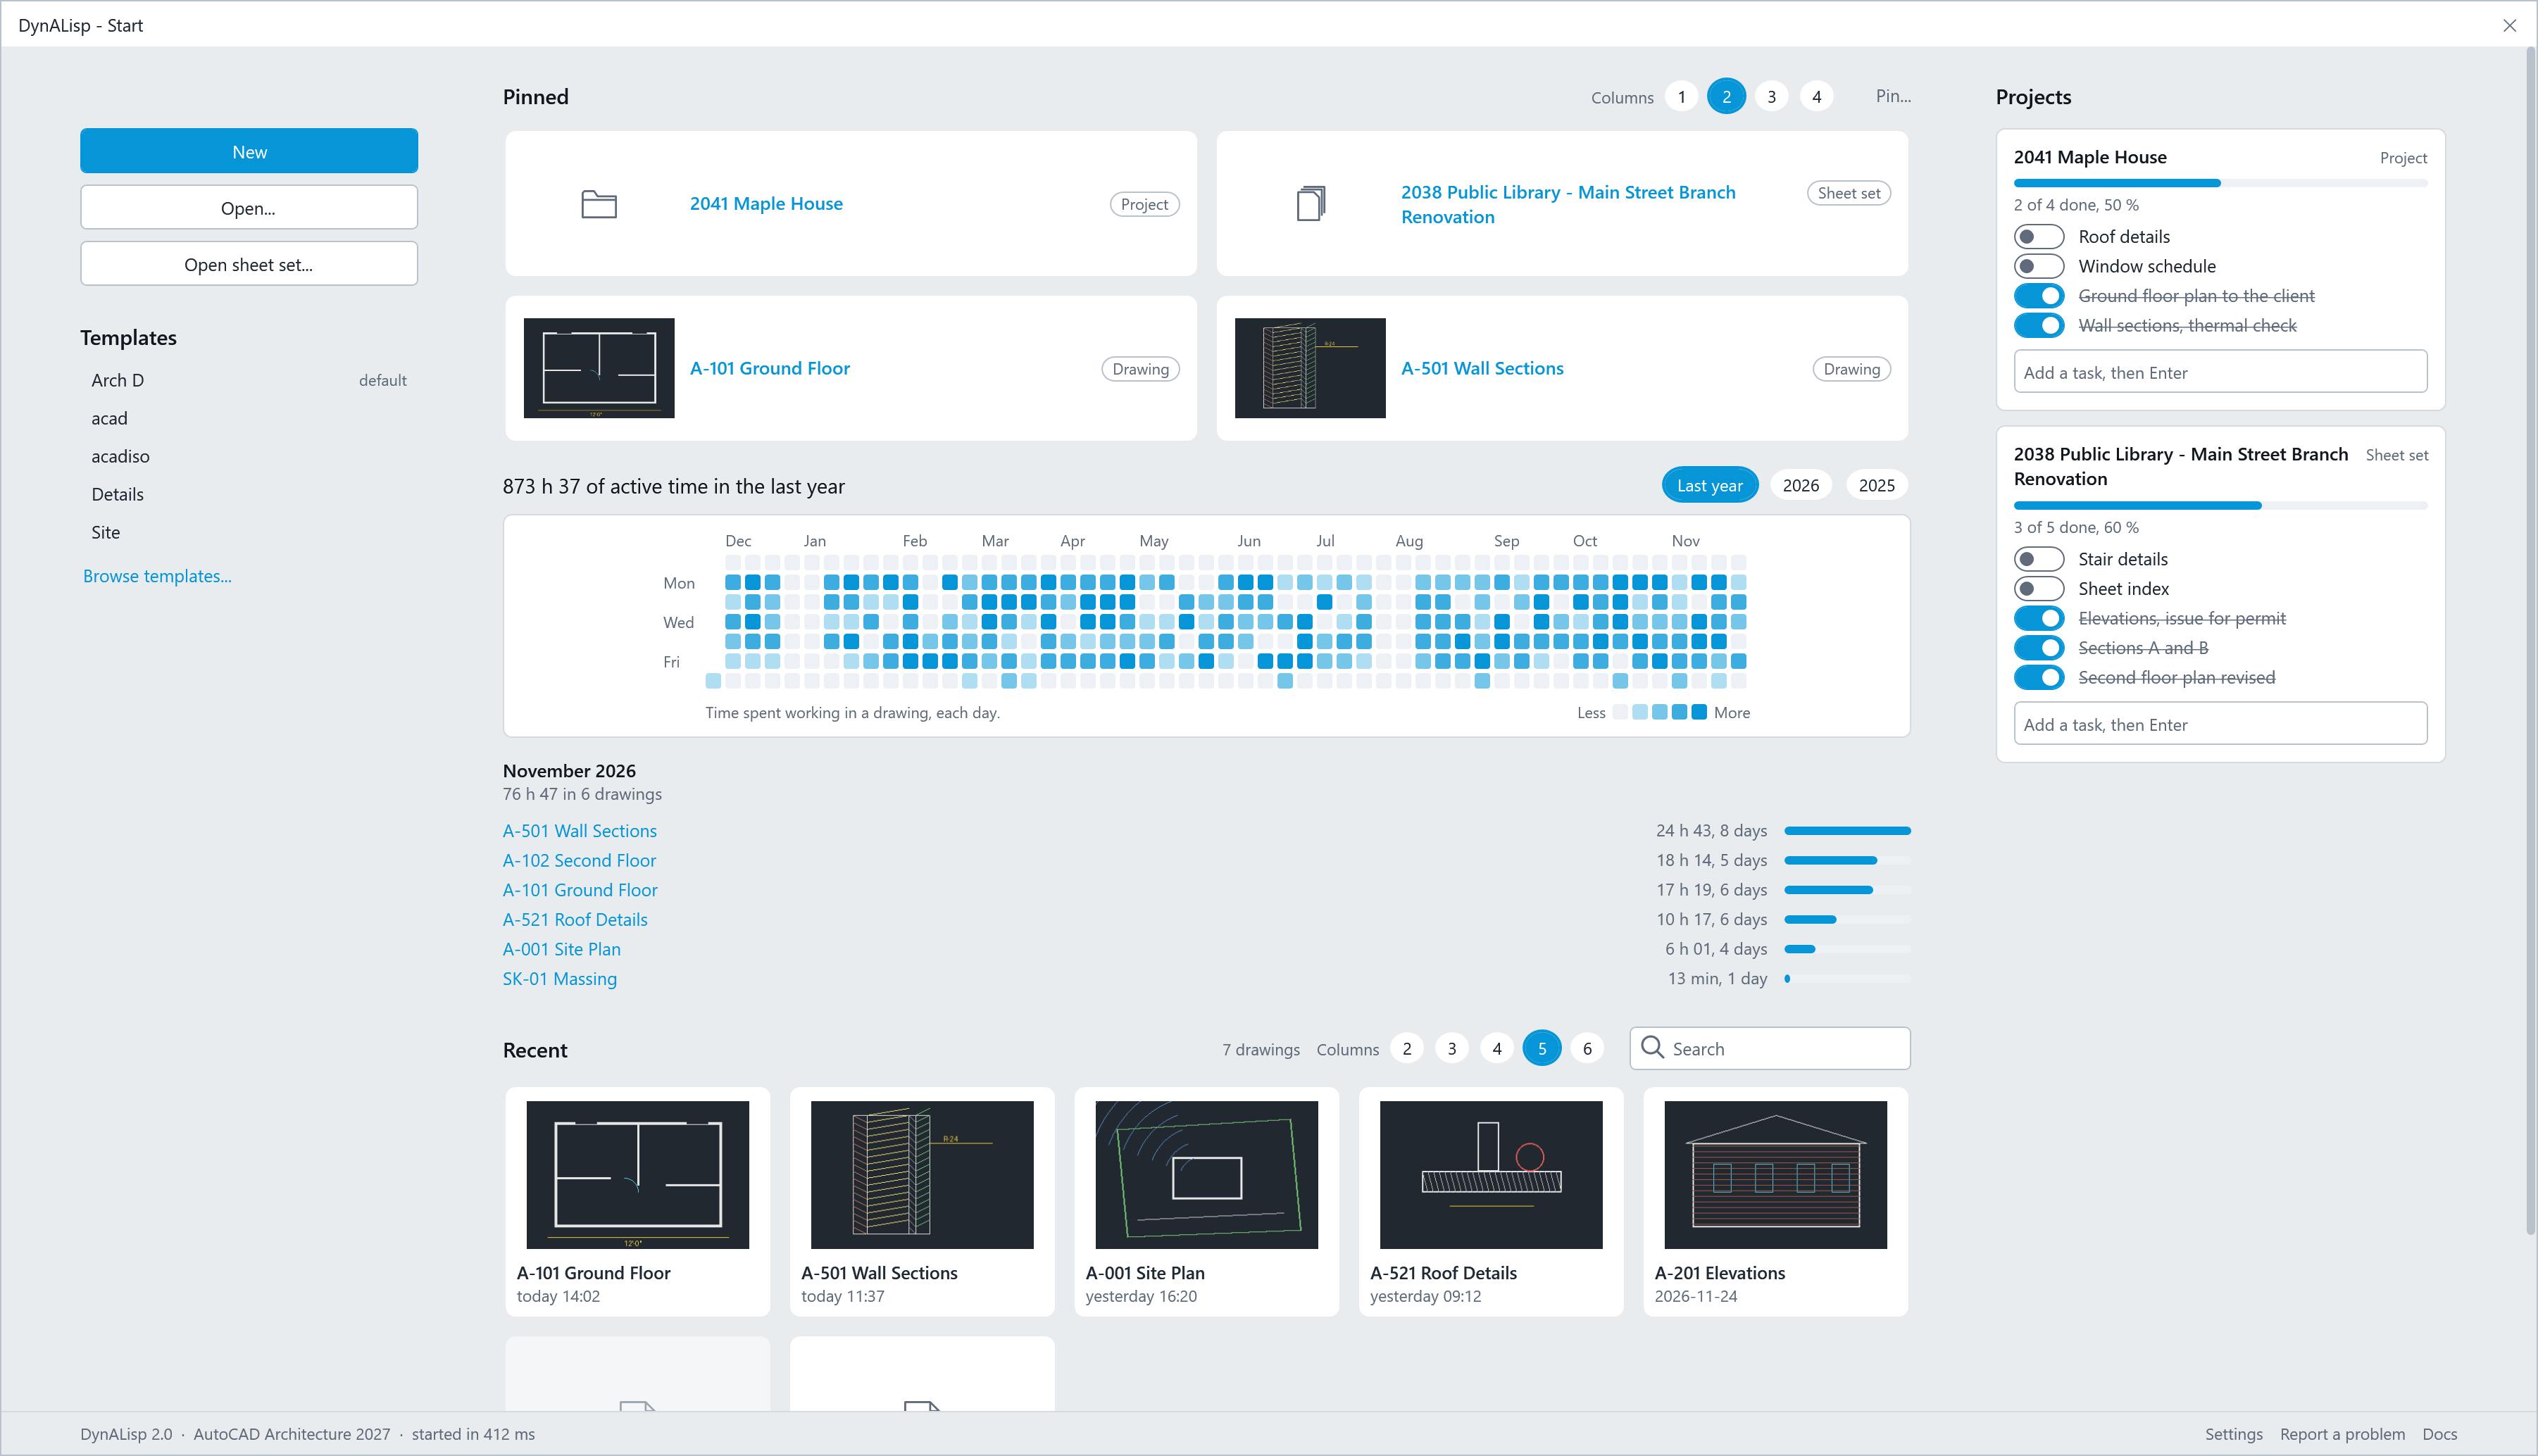 DynALisp - Start
New
Open...
Open sheet set...
Templates
Arch D default
acad
acadiso
Details
Site
Browse templates...
Pinned
Columns 1 2 3 4 Pin...
2041 Maple House
Project
2038 Public Library - Main Street Branch
Renovation
Sheet set
12'-0"
A-101 Ground Floor
Drawing
R-24
A-501 Wall Sections
Drawing
873 h 37 of active time in the last year
Last year 2026 2025
Dec Jan Feb Mar Apr May Jun Jul Aug Sep Oct Nov
Mon
Wed
Fri
Time spent working in a drawing, each day.
Less More
November 2026
76 h 47 in 6 drawings
A-501 Wall Sections 24 h 43, 8 days
A-102 Second Floor 18 h 14, 5 days
A-101 Ground Floor 17 h 19, 6 days
A-521 Roof Details 10 h 17, 6 days
A-001 Site Plan 6 h 01, 4 days
SK-01 Massing 13 min, 1 day
Recent
7 drawings Columns 2 3 4 5 6
Search
12'-0"
A-101 Ground Floor
today 14:02
R-24
A-501 Wall Sections
today 11:37
A-001 Site Plan
yesterday 16:20
A-521 Roof Details
yesterday 09:12
A-201 Elevations
2026-11-24
Projects
2041 Maple House Project
2 of 4 done, 50 %
Roof details
Window schedule
Ground floor plan to the client
Wall sections, thermal check
Add a task, then Enter
2038 Public Library - Main Street Branch Sheet set
Renovation
3 of 5 done, 60 %
Stair details
Sheet index
Elevations, issue for permit
Sections A and B
Second floor plan revised
Add a task, then Enter
DynALisp 2.0 · AutoCAD Architecture 2027 · started in 412 ms
Settings Report a problem Docs